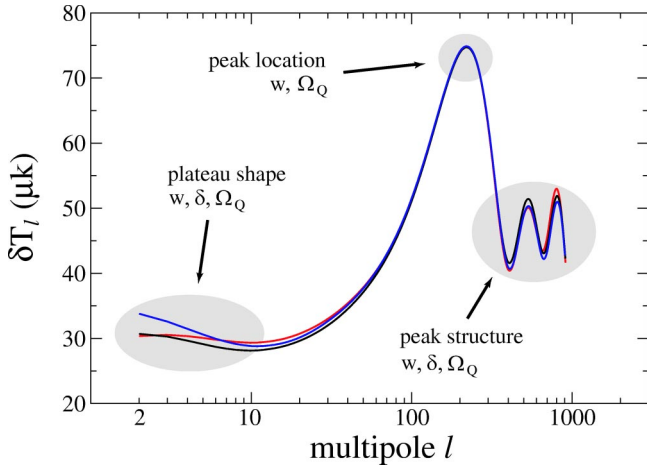 80
70
60
50
40
30
20
δT_l (μk)
peak location
w, Ω_Q
plateau shape
w, δ, Ω_Q
peak structure
w, δ, Ω_Q
2 10 100 1000
multipole l